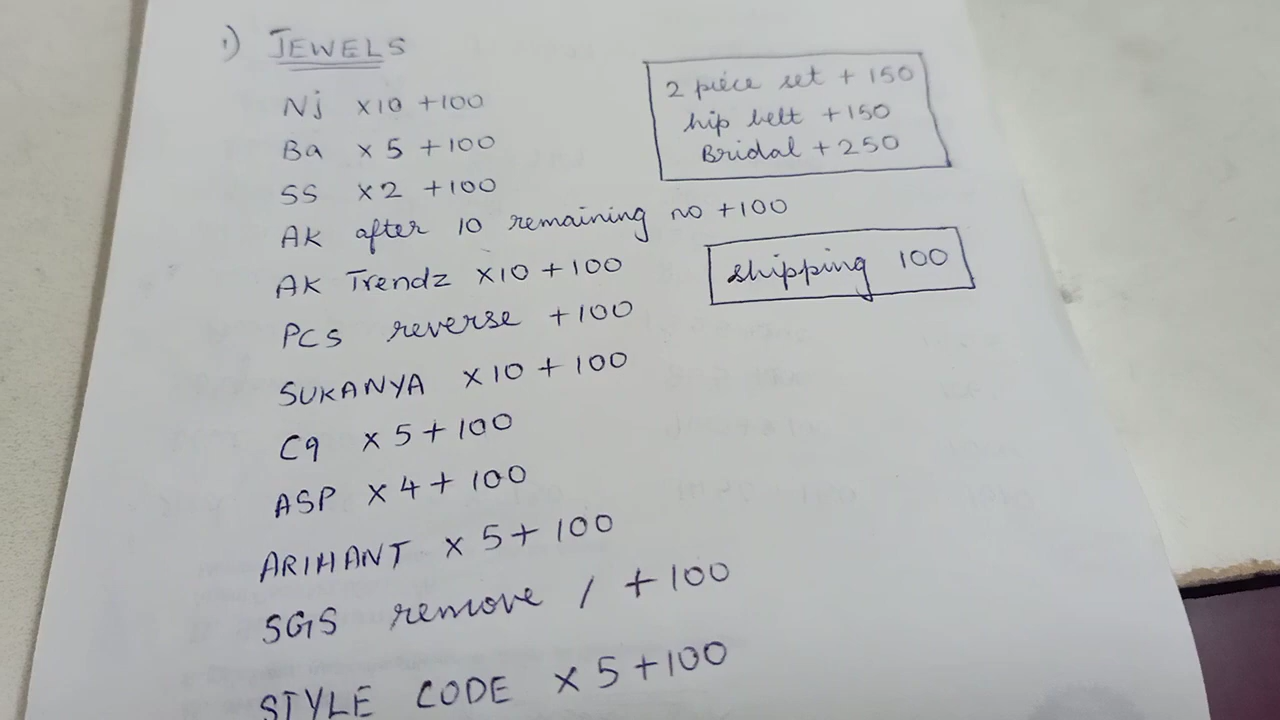 1) JEWELS
Nj x10 +100
Ba x 5 +100
SS x2 +100
AK after 10 remaining no +100
AK Trendz x10 +100
PCS reverse +100
SUKANYA x10 +100
C9 x 5+100
ASP x4+ 100
ARIHANT x 5+ 100
SGS remove / +100
STYLE CODE x 5+100
2 piece set + 150
hip belt +150
Bridal +250
shipping 100